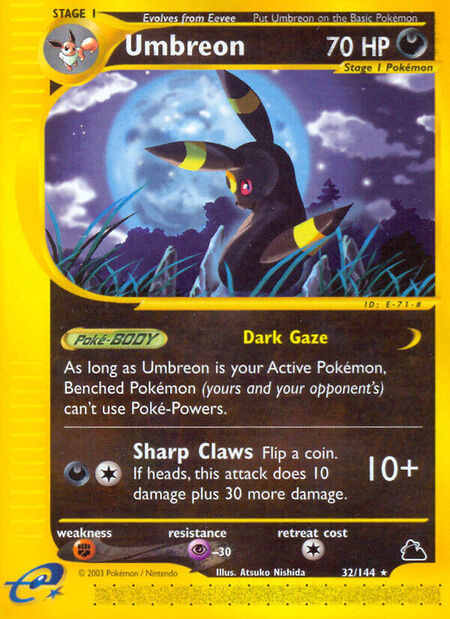 STAGE 1
Evolves from Eevee Put Umbreon on the Basic Pokémon
Umbreon 70 HP
Stage 1 Pokémon
ID: E-71-#
Poké-BODY Dark Gaze
As long as Umbreon is your Active Pokémon,
Benched Pokémon (yours and your opponent's)
can't use Poké-Powers.
Sharp Claws Flip a coin.
If heads, this attack does 10
damage plus 30 more damage.
10+
weakness resistance retreat cost
-30
© 2003 Pokémon / Nintendo Illus. Atsuko Nishida 32/144 ★
e